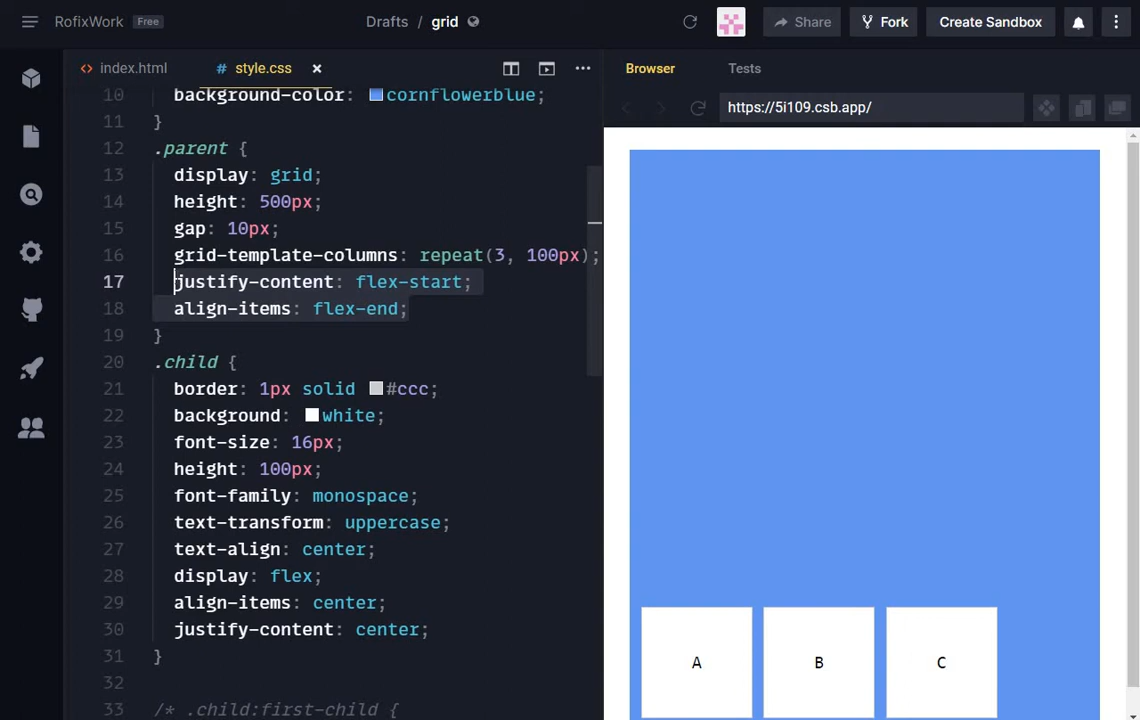 RofixWork Free Drafts / grid Share Fork Create Sandbox
index.html # style.css Browser Tests
https://5i109.csb.app/
10 background-color: cornflowerblue;
11 }
12 .parent {
13 display: grid;
14 height: 500px;
15 gap: 10px;
16 grid-template-columns: repeat(3, 100px);
17 justify-content: flex-start;
18 align-items: flex-end;
19 }
20 .child {
21 border: 1px solid #ccc;
22 background: white;
23 font-size: 16px;
24 height: 100px;
25 font-family: monospace;
26 text-transform: uppercase;
27 text-align: center;
28 display: flex;
29 align-items: center;
30 justify-content: center;
31 }
32
33 /* .child:first-child {
A B C